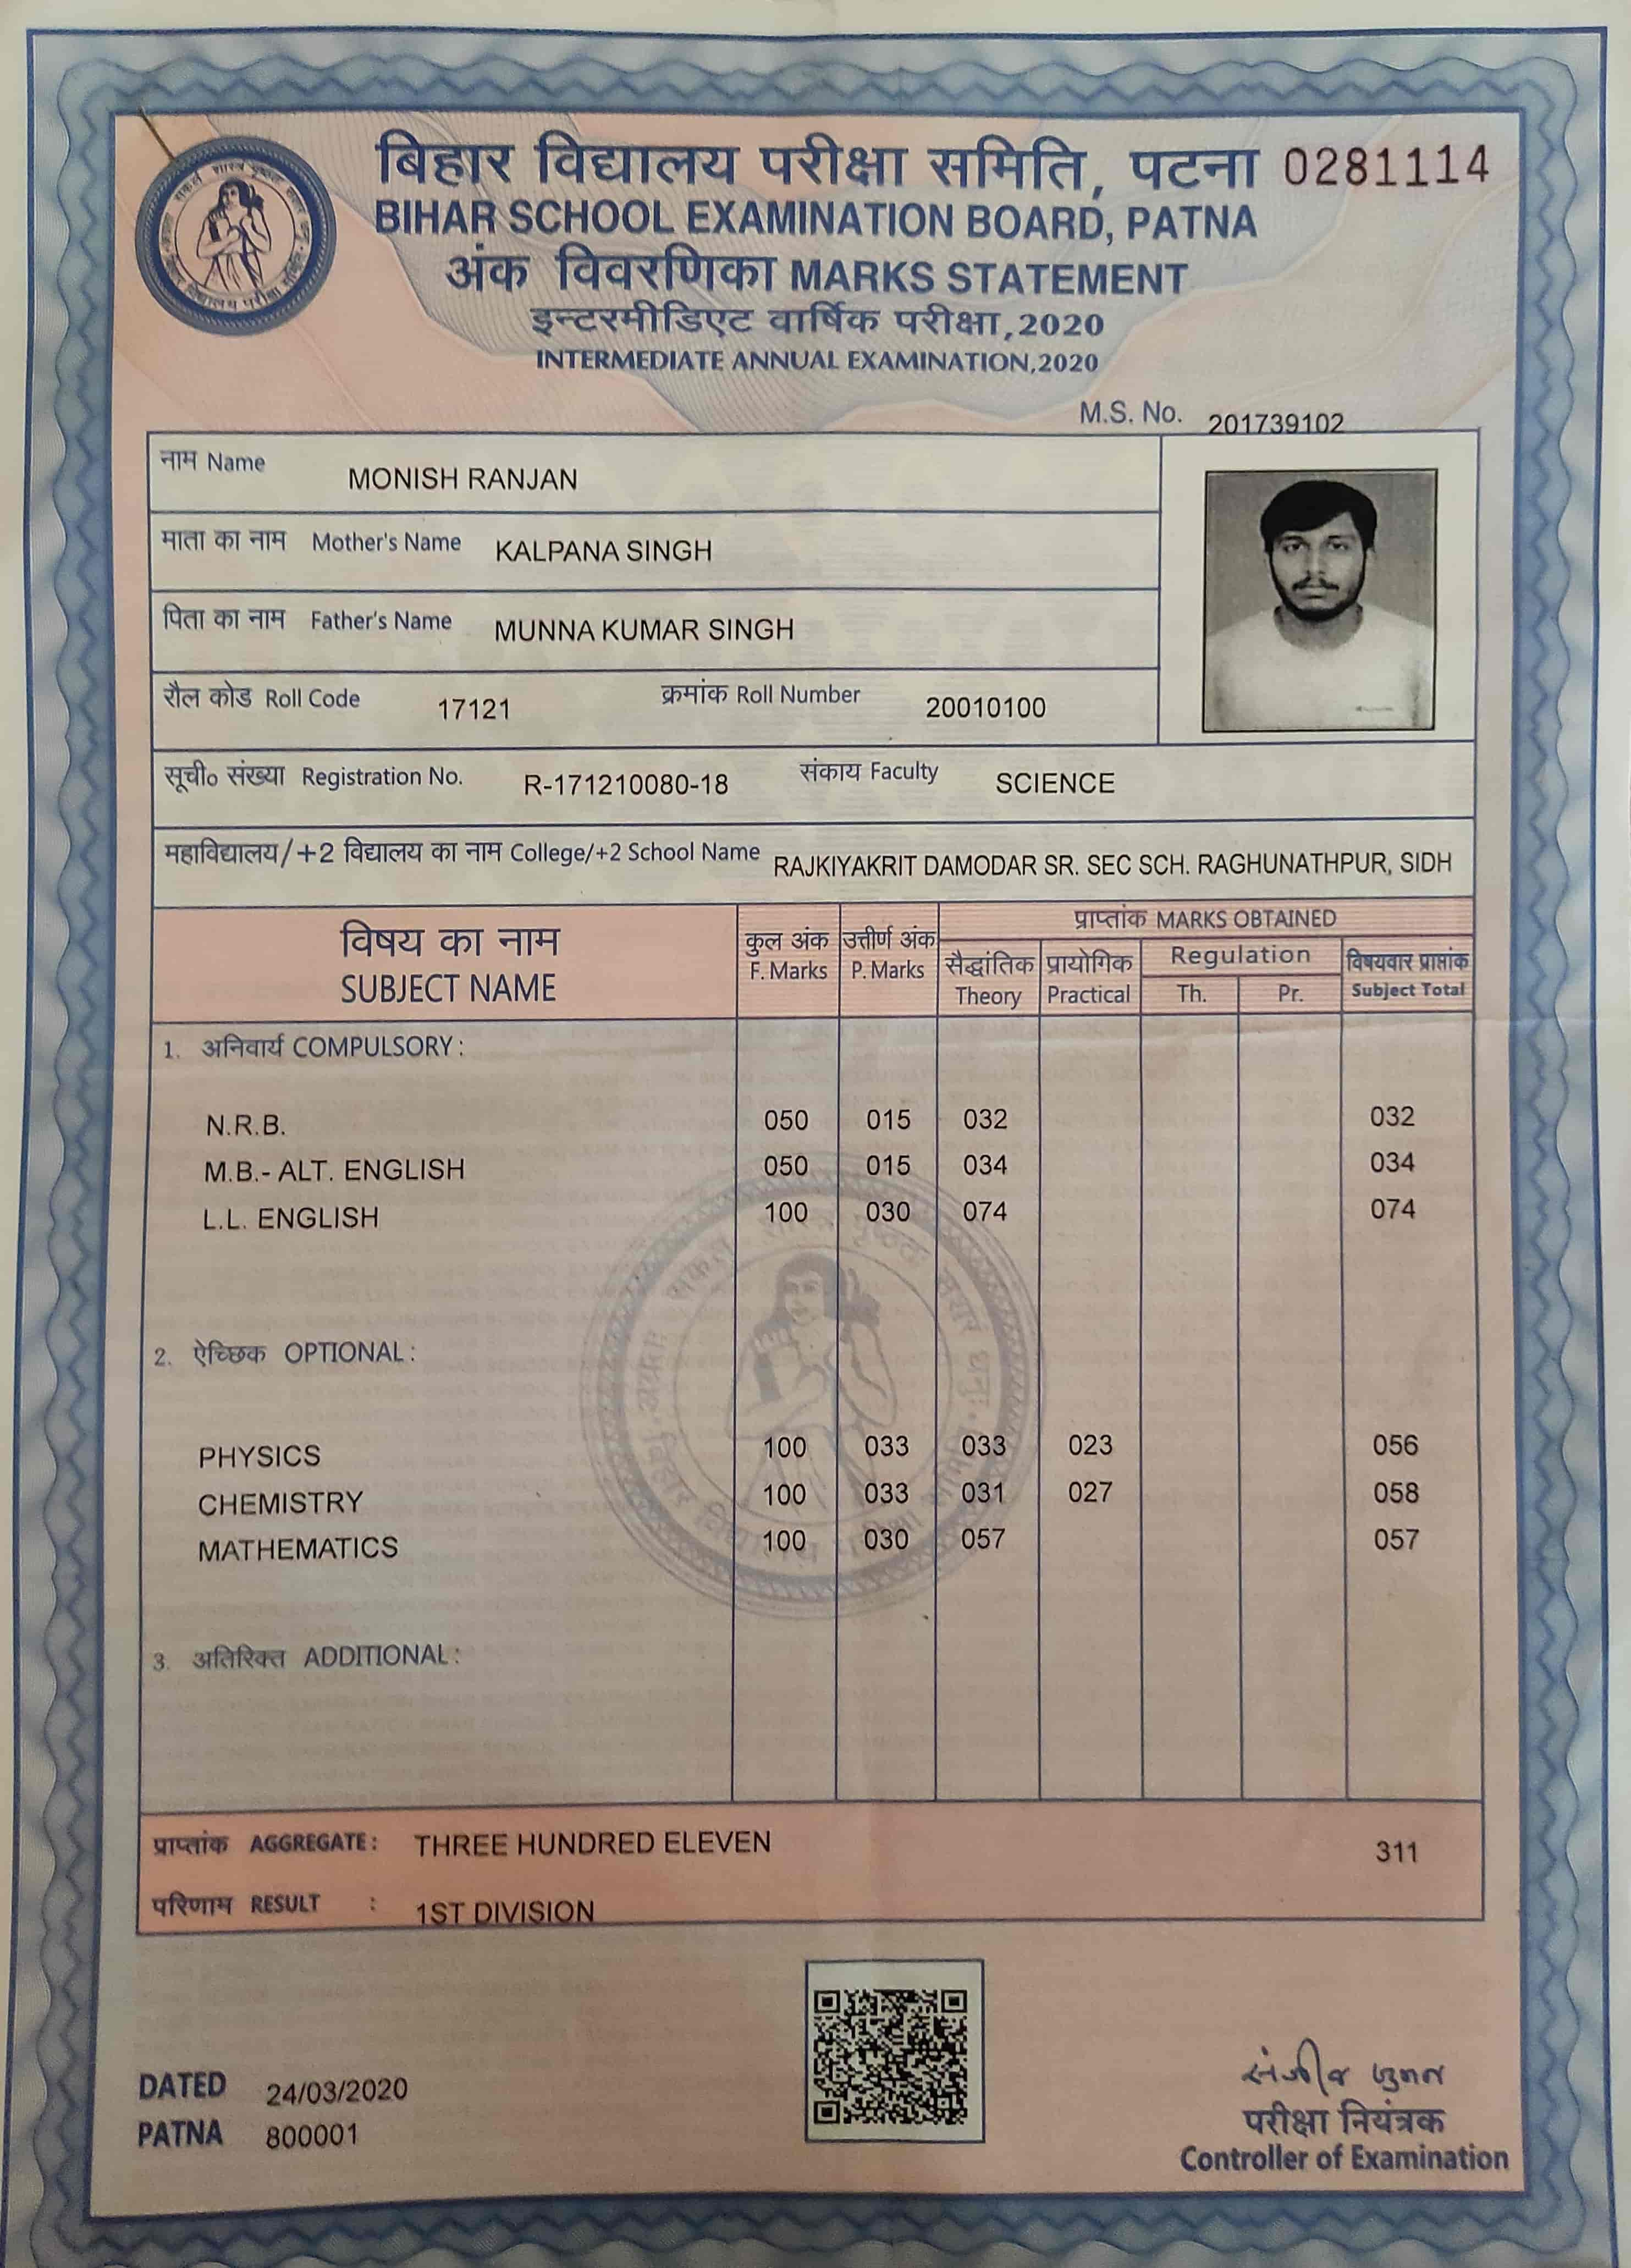 बिहार विद्यालय परीक्षा समिति, पटना 0281114
BIHAR SCHOOL EXAMINATION BOARD, PATNA
अंक विवरणिका MARKS STATEMENT
इन्टरमीडिएट वार्षिक परीक्षा,2020
INTERMEDIATE ANNUAL EXAMINATION,2020
M.S. No. 201739102
नाम Name MONISH RANJAN
माता का नाम Mother's Name KALPANA SINGH
पिता का नाम Father's Name MUNNA KUMAR SINGH
रौल कोड Roll Code 17121 क्रमांक Roll Number 20010100
सूची० संख्या Registration No. R-171210080-18 संकाय Faculty SCIENCE
महाविद्यालय/+2 विद्यालय का नाम College/+2 School Name RAJKIYAKRIT DAMODAR SR. SEC SCH. RAGHUNATHPUR, SIDH
विषय का नाम कुल अंक उत्तीर्ण अंक प्राप्तांक MARKS OBTAINED
SUBJECT NAME F. Marks P. Marks सैद्धांतिक प्रायोगिक Regulation विषयवार प्राप्तांक
Theory Practical Th. Pr. Subject Total
1. अनिवार्य COMPULSORY :
N.R.B. 050 015 032 032
M.B.- ALT. ENGLISH 050 015 034 034
L.L. ENGLISH 100 030 074 074
2. ऐच्छिक OPTIONAL :
PHYSICS 100 033 033 023 056
CHEMISTRY 100 033 031 027 058
MATHEMATICS 100 030 057 057
3. अतिरिक्त ADDITIONAL :
प्राप्तांक AGGREGATE : THREE HUNDRED ELEVEN 311
परिणाम RESULT : 1ST DIVISION
DATED 24/03/2020
PATNA 800001
परीक्षा नियंत्रक
Controller of Examination